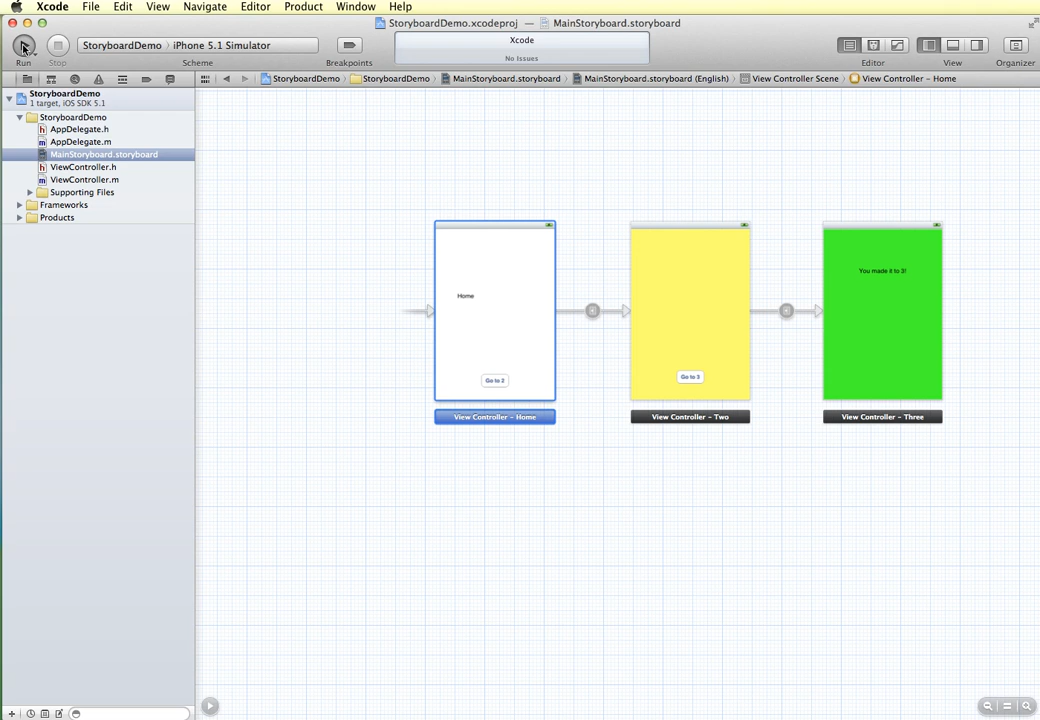 Xcode File Edit View Navigate Editor Product Window Help
StoryboardDemo.xcodeproj — MainStoryboard.storyboard
StoryboardDemo iPhone 5.1 Simulator
Xcode
No Issues
Run Stop Scheme Breakpoints Editor View Organizer
StoryboardDemo StoryboardDemo MainStoryboard.storyboard MainStoryboard.storyboard (English) View Controller Scene View Controller – Home
StoryboardDemo
1 target, iOS SDK 5.1
StoryboardDemo
h AppDelegate.h
m AppDelegate.m
MainStoryboard.storyboard
h ViewController.h
m ViewController.m
Supporting Files
Frameworks
Products
Home
Go to 2
View Controller – Home
Go to 3
View Controller – Two
You made it to 3!
View Controller – Three